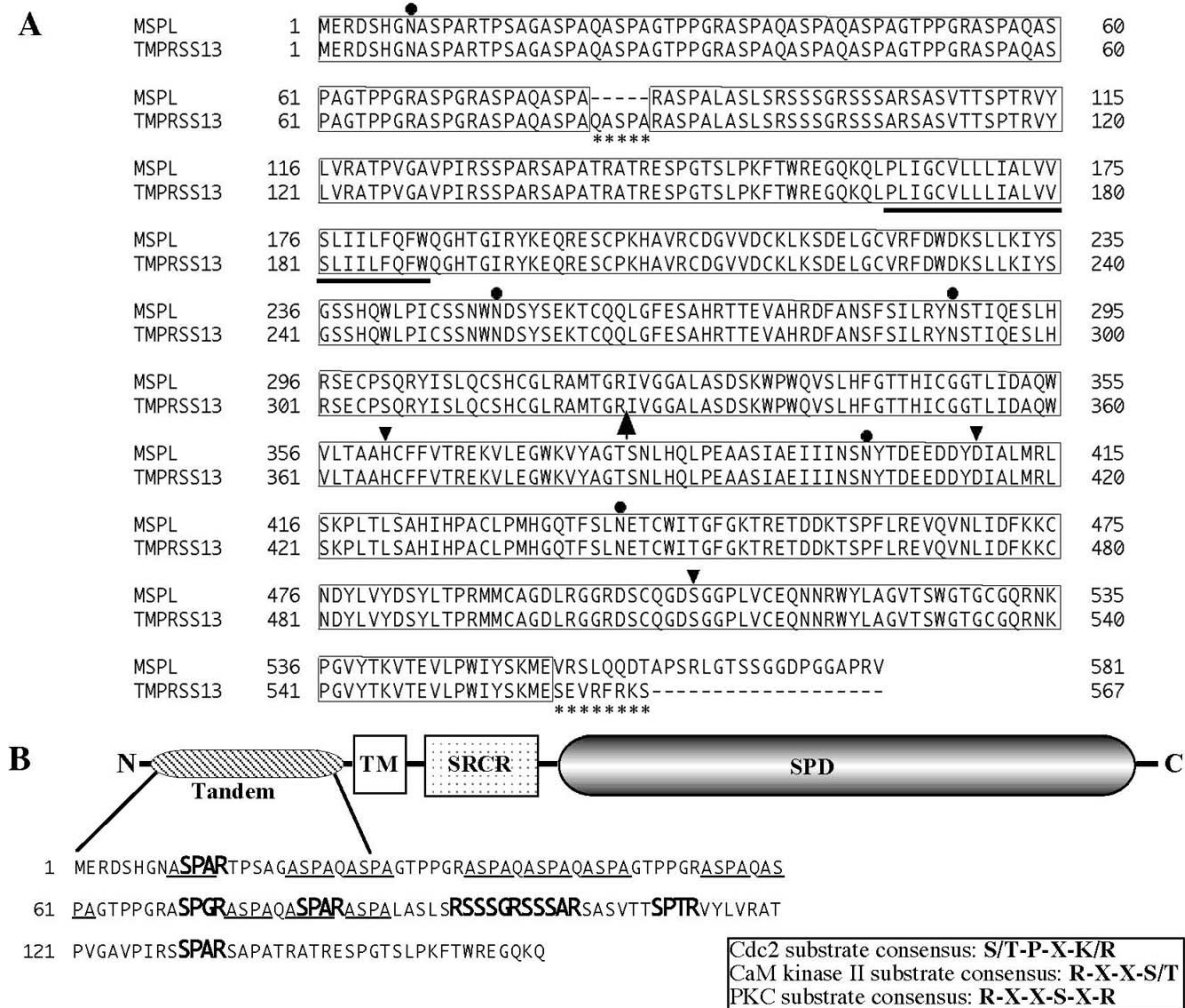 A
MSPL 1 MERDSHGNASPARTPSAGASPAQASPAGTPPGRASPAQASPAQASPAGTPPGRASPAQAS 60
TMPRSS13 1 MERDSHGNASPARTPSAGASPAQASPAGTPPGRASPAQASPAQASPAGTPPGRASPAQAS 60
MSPL 61 PAGTPPGRASPGRASPAQASPA-----RASPALASLSRSSSGRSSSARSASVTTSPTRVY 115
TMPRSS13 61 PAGTPPGRASPGRASPAQASPAQASPARASPALASLSRSSSGRSSSARSASVTTSPTRVY 120
*****
MSPL 116 LVRATPVGAVPIRSSPARSAPATRATRESPGTSLPKFTWREGQKQLPLIGCVLLLIALVV 175
TMPRSS13 121 LVRATPVGAVPIRSSPARSAPATRATRESPGTSLPKFTWREGQKQLPLIGCVLLLIALVV 180
MSPL 176 SLIILFQFWQGHTGIRYKEQRESCPKHAVRCDGVVDCKLKSDELGCVRFDWDKSLLKIYS 235
TMPRSS13 181 SLIILFQFWQGHTGIRYKEQRESCPKHAVRCDGVVDCKLKSDELGCVRFDWDKSLLKIYS 240
MSPL 236 GSSHQWLPICSSNWNDSYSEKTCQQLGFESAHRTTEVAHRDFANSFSILRYNSTIQESLH 295
TMPRSS13 241 GSSHQWLPICSSNWNDSYSEKTCQQLGFESAHRTTEVAHRDFANSFSILRYNSTIQESLH 300
MSPL 296 RSECPSQRYISLQCSHCGLRAMTGRIVGGALASDSKWPWQVSLHFGTTHICGGTLIDAQW 355
TMPRSS13 301 RSECPSQRYISLQCSHCGLRAMTGRIVGGALASDSKWPWQVSLHFGTTHICGGTLIDAQW 360
MSPL 356 VLTAAHCFFVTREKVLEGWKVYAGTSNLHQLPEAASIAEIIINSNYTDEEDDYDIALMRL 415
TMPRSS13 361 VLTAAHCFFVTREKVLEGWKVYAGTSNLHQLPEAASIAEIIINSNYTDEEDDYDIALMRL 420
MSPL 416 SKPLTLSAHIHPACLPMHGQTFSLNETCWITGFGKTRETDDKTSPFLREVQVNLIDFKKC 475
TMPRSS13 421 SKPLTLSAHIHPACLPMHGQTFSLNETCWITGFGKTRETDDKTSPFLREVQVNLIDFKKC 480
MSPL 476 NDYLVYDSYLTPRMMCAGDLRGGRDSCQGDSGGPLVCEQNNRWYLAGVTSWGTGCGQRNK 535
TMPRSS13 481 NDYLVYDSYLTPRMMCAGDLRGGRDSCQGDSGGPLVCEQNNRWYLAGVTSWGTGCGQRNK 540
MSPL 536 PGVYTKVTEVLPWIYSKMEVRSLQQDTAPSRLGTSSGGDPGGAPRV 581
TMPRSS13 541 PGVYTKVTEVLPWIYSKMESEVRFRKS------------------- 567
********
B
N TM SRCR SPD C
Tandem
1 MERDSHGNASPARTPSAGASPAQASPAGTPPGRASPAQASPAQASPAGTPPGRASPAQAS
61 PAGTPPGRASPGRASPAQASPARASPALASLSRSSSGRSSSARSASVTTSPTRVYLVRAT
121 PVGAVPIRSSPARSAPATRATRESPGTSLPKFTWREGQKQ
Cdc2 substrate consensus: S/T-P-X-K/R
CaM kinase II substrate consensus: R-X-X-S/T
PKC substrate consensus: R-X-X-S-X-R